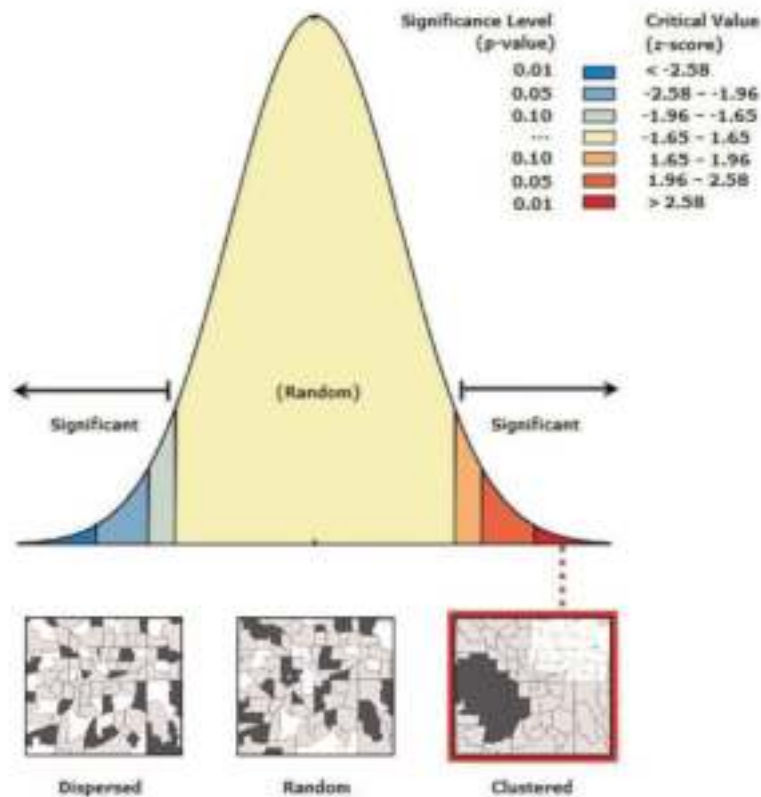 Significance Level Critical Value
(p-value) (z-score)
0.01 < -2.58
0.05 -2.58 – -1.96
0.10 -1.96 – -1.65
... -1.65 – 1.65
0.10 1.65 – 1.96
0.05 1.96 – 2.58
0.01 > 2.58
(Random)
Significant Significant
Dispersed Random Clustered